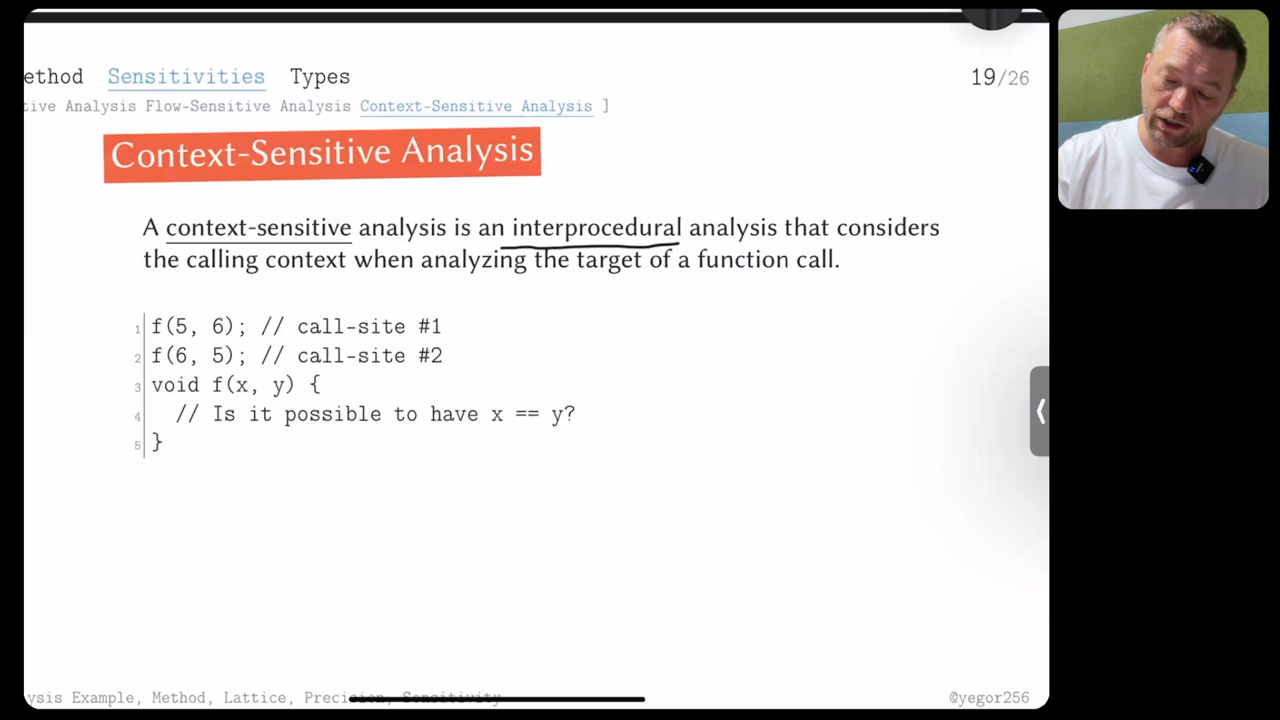 ethod Sensitivities Types
19/26
tive Analysis Flow-Sensitive Analysis Context-Sensitive Analysis ]
Context-Sensitive Analysis
A context-sensitive analysis is an interprocedural analysis that considers
the calling context when analyzing the target of a function call.
1 f(5, 6); // call-site #1
2 f(6, 5); // call-site #2
3 void f(x, y) {
4 // Is it possible to have x == y?
5 }
ysis Example, Method, Lattice, Precision, Sensitivity
@yegor256